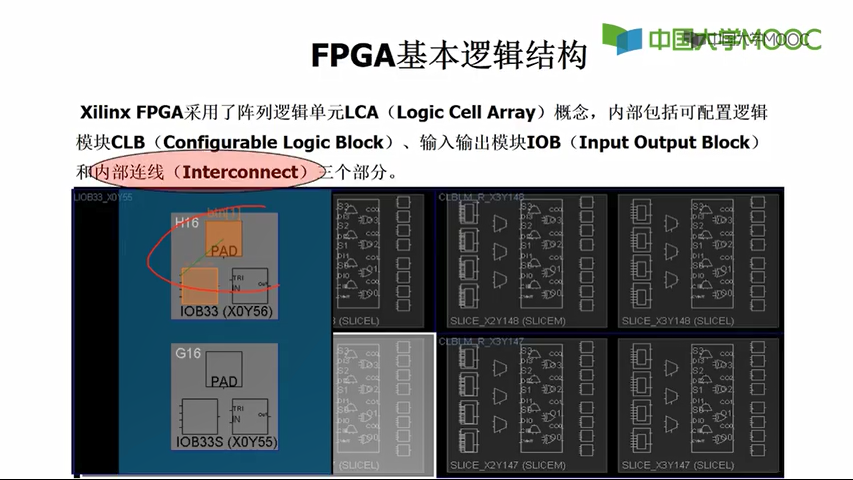 中国大学MOOC
FPGA基本逻辑结构
Xilinx FPGA采用了阵列逻辑单元LCA（Logic Cell Array）概念，内部包括可配置逻辑
模块CLB（Configurable Logic Block）、输入输出模块IOB（Input Output Block）
和内部连线（Interconnect）三个部分。
LIOB33_X0Y55
H16
PAD
TRI
IN
Out
IOB33 (X0Y56)
G16
PAD
TRI
IN
Out
IOB33S (X0Y55)
(SLICEL)
CLBLM_R_X3Y148
SLICE_X2Y148 (SLICEM)
SLICE_X3Y148 (SLICEL)
(SLICEL)
CLBLM_R_X3Y147
SLICE_X2Y147 (SLICEM)
SLICE_X3Y147 (SLICEL)